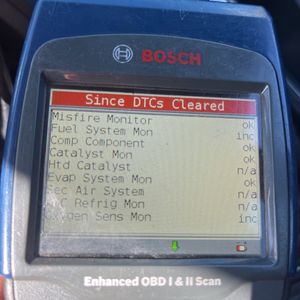 BOSCH
Since DTCs Cleared
Misfire Monitor ok
Fuel System Mon inc
Comp Component ok
Catalyst Mon ok
Htd Catalyst n/a
Evap System Mon ok
Sec Air System n/a
A/C Refrig Mon n/a
Oxygen Sens Mon inc
Enhanced OBD I & II Scan